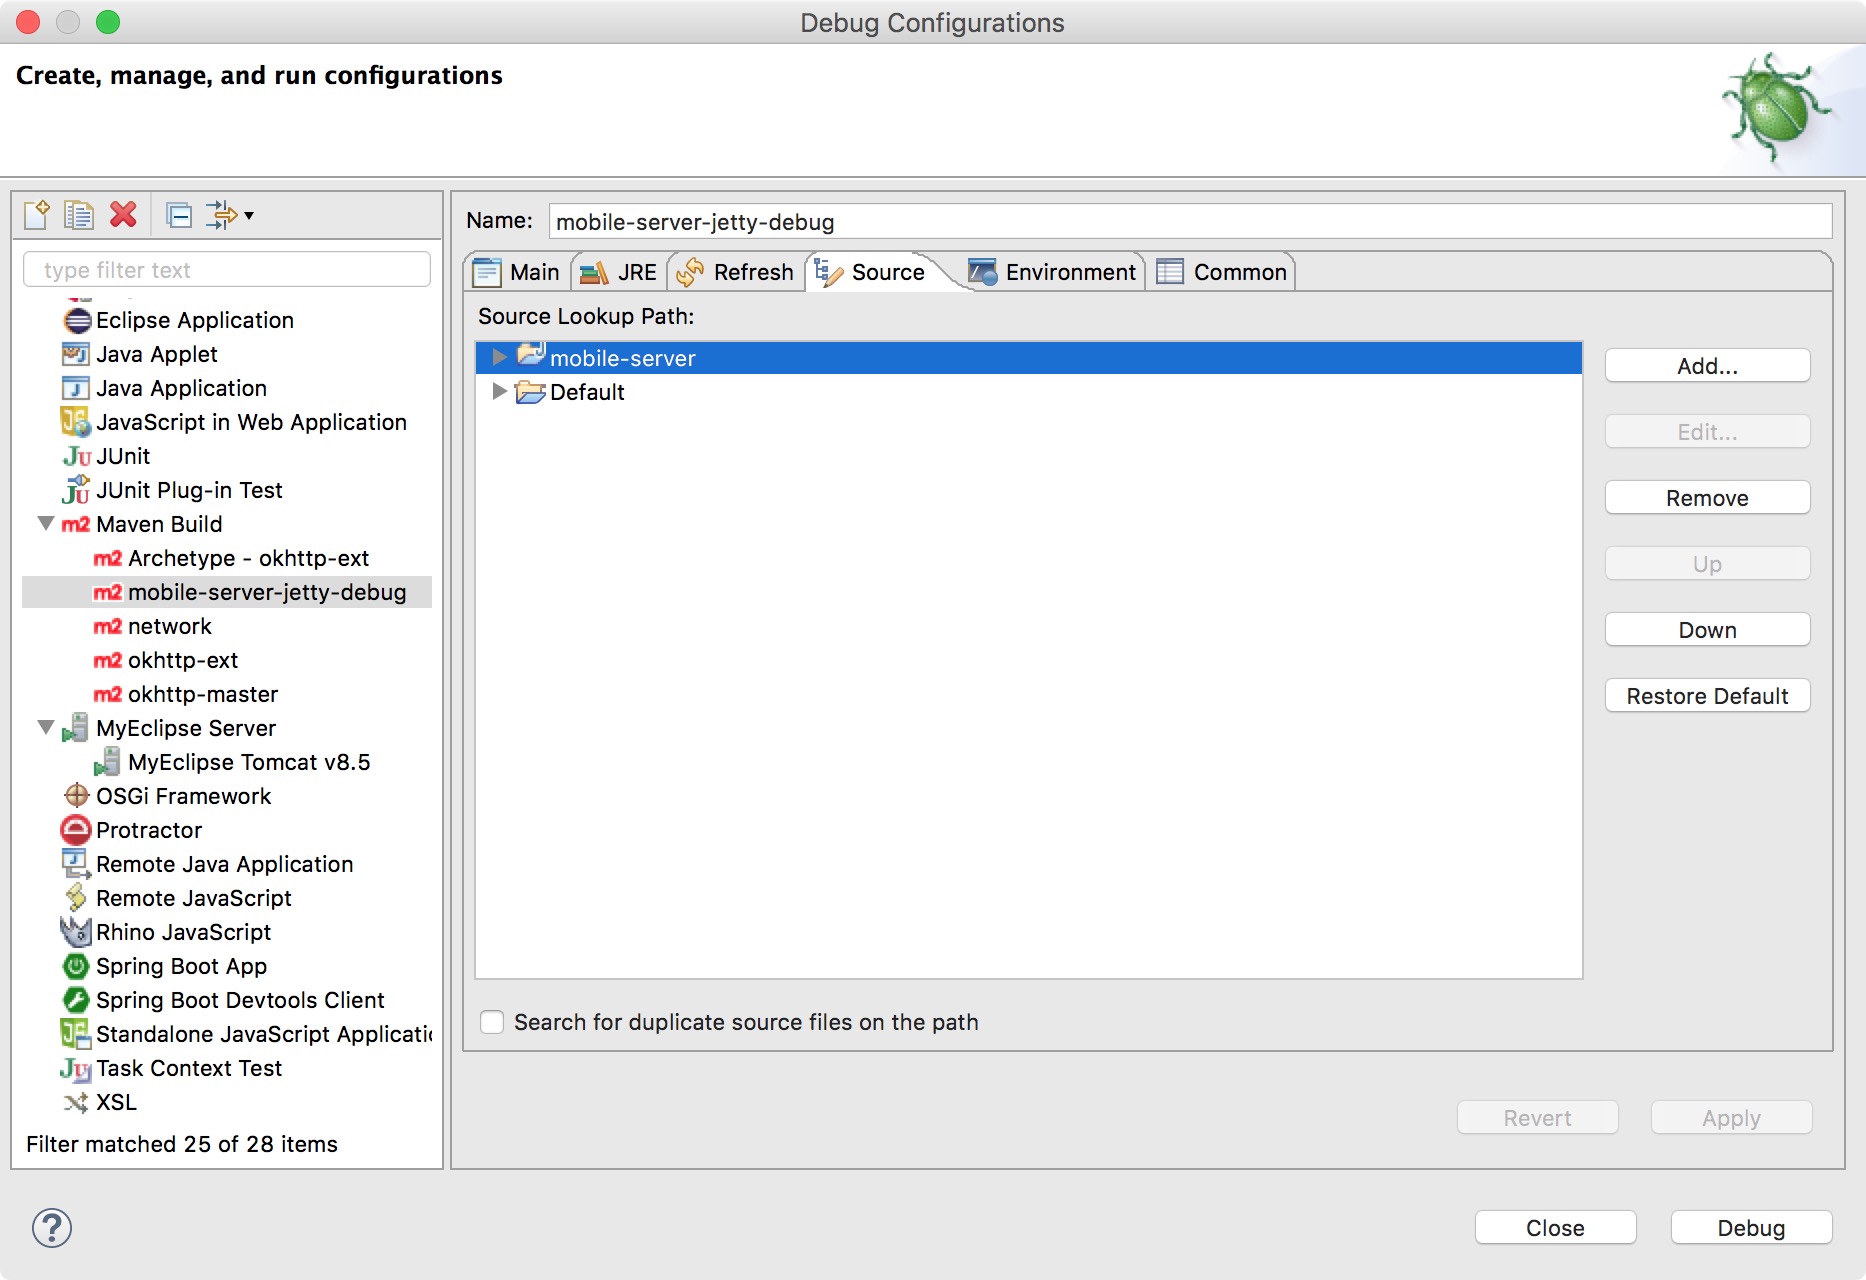 Debug Configurations
Create, manage, and run configurations
type filter text
Eclipse Application
Java Applet
Java Application
JavaScript in Web Application
JUnit
JUnit Plug-in Test
m2 Maven Build
m2 Archetype - okhttp-ext
m2 mobile-server-jetty-debug
m2 network
m2 okhttp-ext
m2 okhttp-master
MyEclipse Server
MyEclipse Tomcat v8.5
OSGi Framework
Protractor
Remote Java Application
Remote JavaScript
Rhino JavaScript
Spring Boot App
Spring Boot Devtools Client
Standalone JavaScript Applicatio
Task Context Test
XSL
Filter matched 25 of 28 items
Name: mobile-server-jetty-debug
Main JRE Refresh Source Environment Common
Source Lookup Path:
mobile-server
Default
Add...
Edit...
Remove
Up
Down
Restore Default
Search for duplicate source files on the path
Revert Apply
? Close Debug